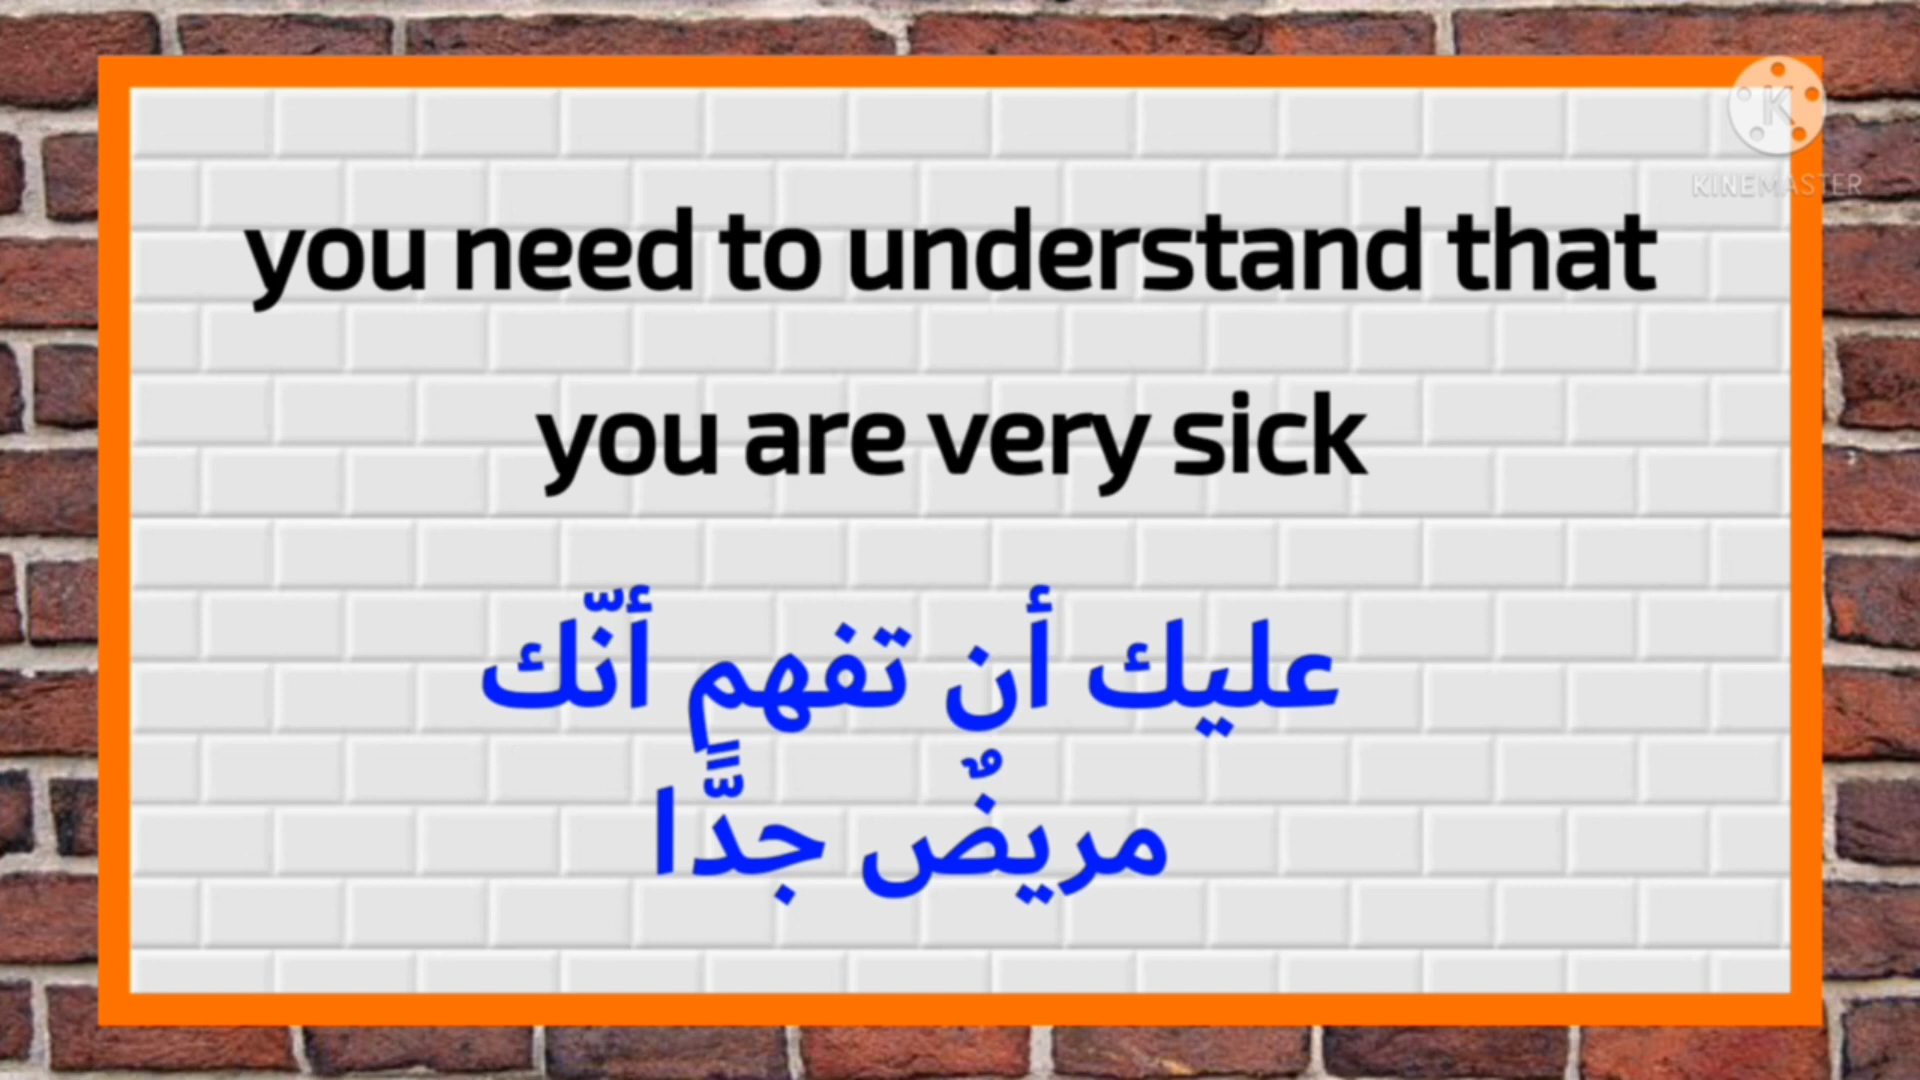 K
KINEMASTER
you need to understand that
you are very sick
عليك أن تفهم أنّك
مريضٌ جدًّا